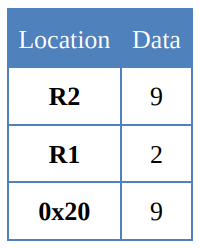 Location Data
R2 9
R1 2
0x20 9